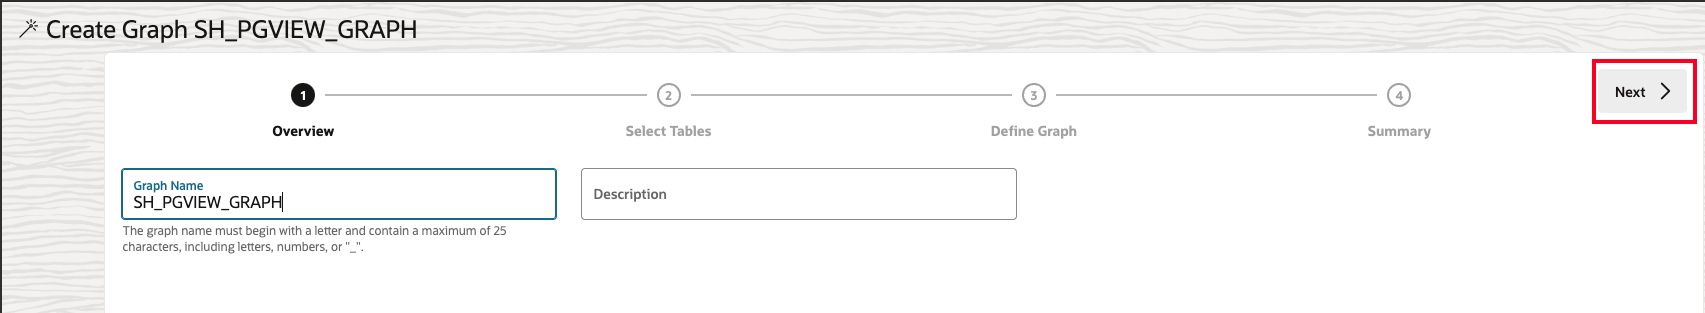 Create Graph SH_PGVIEW_GRAPH
1
2
3
4
Next
Overview
Select Tables
Define Graph
Summary
Graph Name
SH_PGVIEW_GRAPH
Description
The graph name must begin with a letter and contain a maximum of 25
characters, including letters, numbers, or "_".